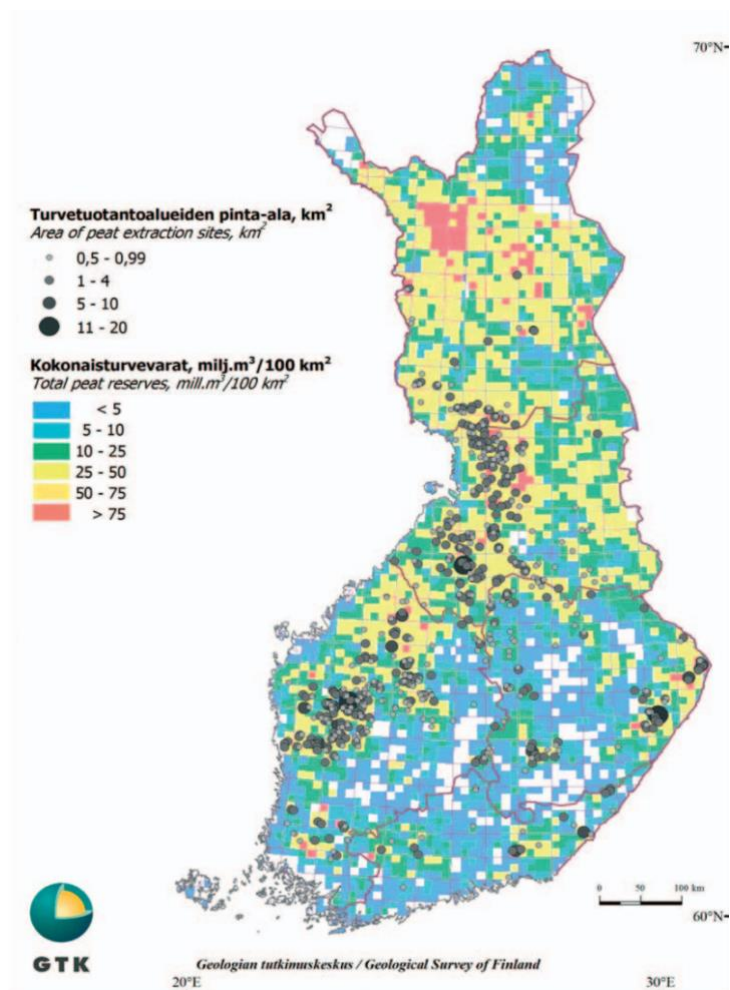 70°N
Turvetuotantoalueiden pinta-ala, km²
Area of peat extraction sites, km²
0,5 - 0,99
1 - 4
5 - 10
11 - 20
Kokonaisturvevarat, milj.m³/100 km²
Total peat reserves, mill.m³/100 km²
< 5
5 - 10
10 - 25
25 - 50
50 - 75
> 75
0 50 100 km
60°N
GTK
Geologian tutkimuskeskus / Geological Survey of Finland
20°E 30°E